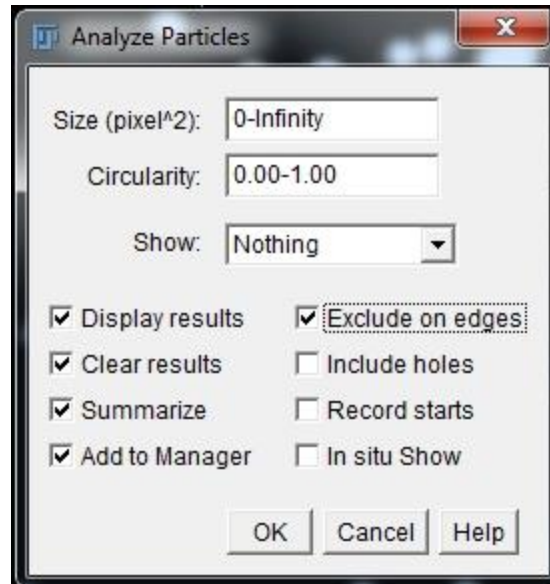 Analyze Particles
Size (pixel^2): 0-Infinity
Circularity: 0.00-1.00
Show: Nothing
Display results Exclude on edges
Clear results Include holes
Summarize Record starts
Add to Manager In situ Show
OK Cancel Help